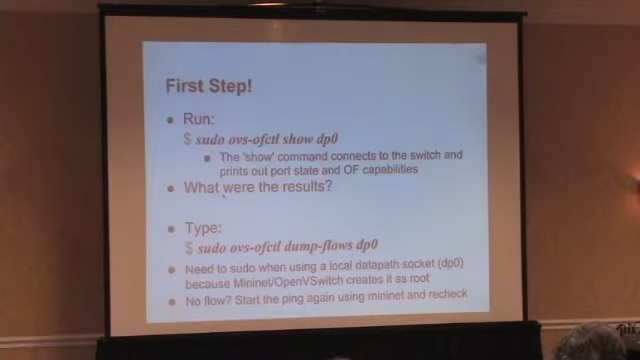 First Step!
Run:
$ sudo ovs-ofctl show dp0
The 'show' command connects to the switch and
prints out port state and OF capabilities
What were the results?
Type:
$ sudo ovs-ofctl dump-flows dp0
Need to sudo when using a local datapath socket (dp0)
because Mininet/OpenVSwitch creates it as root
No flow? Start the ping again using mininet and recheck